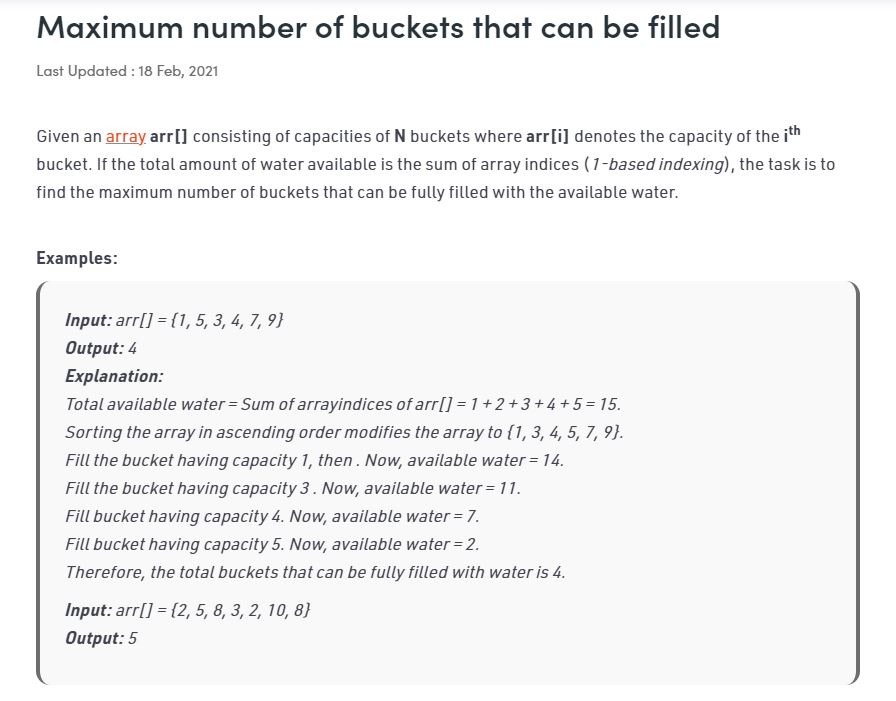 Maximum number of buckets that can be filled
Last Updated : 18 Feb, 2021
Given an array arr[] consisting of capacities of N buckets where arr[i] denotes the capacity of the ith
bucket. If the total amount of water available is the sum of array indices (1-based indexing), the task is to
find the maximum number of buckets that can be fully filled with the available water.
Examples:
Input: arr[] = {1, 5, 3, 4, 7, 9}
Output: 4
Explanation:
Total available water = Sum of arrayindices of arr[] = 1 + 2 + 3 + 4 + 5 = 15.
Sorting the array in ascending order modifies the array to {1, 3, 4, 5, 7, 9}.
Fill the bucket having capacity 1, then . Now, available water = 14.
Fill the bucket having capacity 3 . Now, available water = 11.
Fill bucket having capacity 4. Now, available water = 7.
Fill bucket having capacity 5. Now, available water = 2.
Therefore, the total buckets that can be fully filled with water is 4.
Input: arr[] = {2, 5, 8, 3, 2, 10, 8}
Output: 5